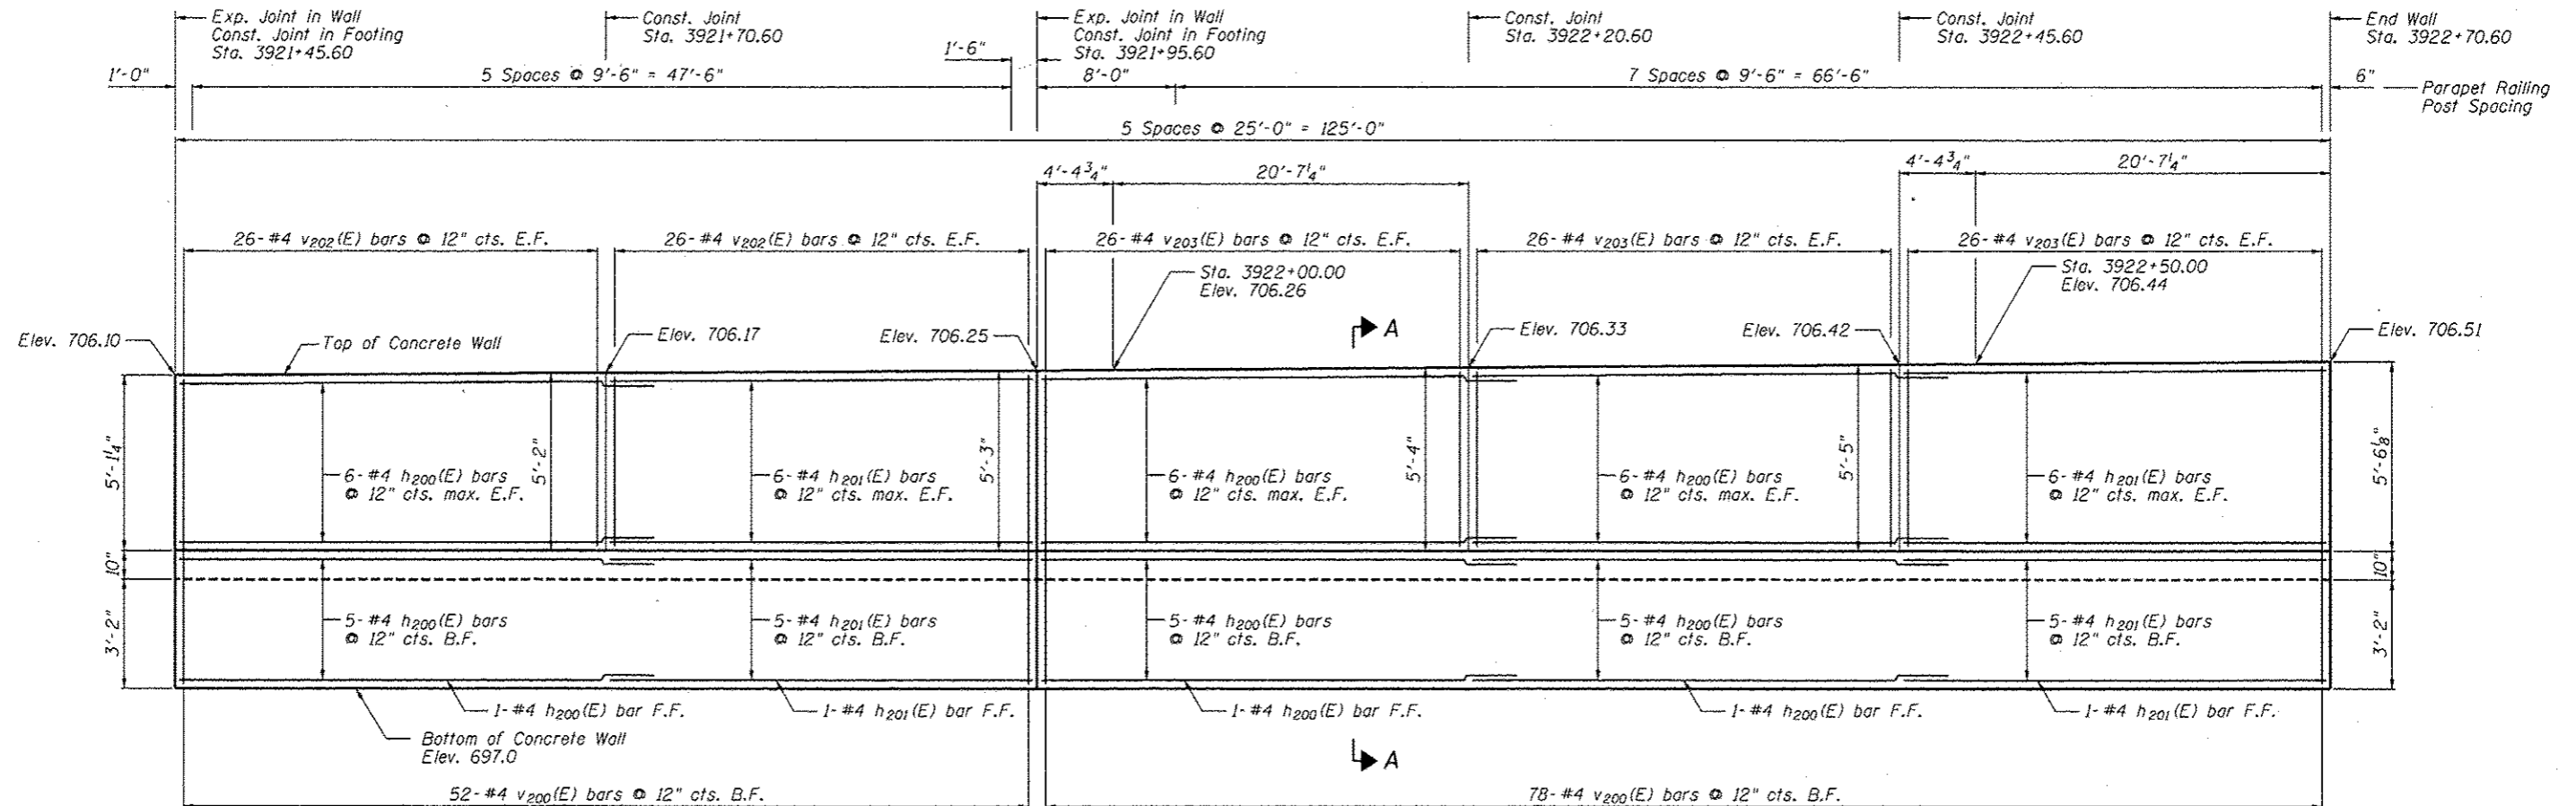 Exp. Joint in Wall
Const. Joint in Footing
Sta. 3921+45.60
Const. Joint
Sta. 3921+70.60
Exp. Joint in Wall
Const. Joint in Footing
Sta. 3921+95.60
Const. Joint
Sta. 3922+20.60
Const. Joint
Sta. 3922+45.60
End Wall
Sta. 3922+70.60
1'-0"
5 Spaces @ 9'-6" = 47'-6"
1'-6"
8'-0"
7 Spaces @ 9'-6" = 66'-6"
6"
Parapet Railing
Post Spacing
5 Spaces @ 25'-0" = 125'-0"
4'-4 3/4"
20'-7 1/4"
4'-4 3/4"
20'-7 1/4"
26-#4 v202(E) bars @ 12" cts. E.F.
26-#4 v202(E) bars @ 12" cts. E.F.
26-#4 v203(E) bars @ 12" cts. E.F.
26-#4 v203(E) bars @ 12" cts. E.F.
26-#4 v203(E) bars @ 12" cts. E.F.
Sta. 3922+00.00
Elev. 706.26
Sta. 3922+50.00
Elev. 706.44
Elev. 706.10
Top of Concrete Wall
Elev. 706.17
Elev. 706.25
A
Elev. 706.33
Elev. 706.42
Elev. 706.51
5'-1 1/4"
6-#4 h200(E) bars
@ 12" cts. max. E.F.
5'-2"
6-#4 h201(E) bars
@ 12" cts. max. E.F.
5'-3"
6-#4 h200(E) bars
@ 12" cts. max. E.F.
5'-4"
6-#4 h200(E) bars
@ 12" cts. max. E.F.
5'-5"
6-#4 h201(E) bars
@ 12" cts. max. E.F.
5'-6 1/8"
10"
10"
3'-2"
5-#4 h200(E) bars
@ 12" cts. B.F.
5-#4 h201(E) bars
@ 12" cts. B.F.
5-#4 h200(E) bars
@ 12" cts. B.F.
5-#4 h200(E) bars
@ 12" cts. B.F.
5-#4 h201(E) bars
@ 12" cts. B.F.
3'-2"
1-#4 h200(E) bar F.F.
1-#4 h201(E) bar F.F.
1-#4 h200(E) bar F.F.
1-#4 h200(E) bar F.F.
1-#4 h201(E) bar F.F.
Bottom of Concrete Wall
Elev. 697.0
A
52-#4 v200(E) bars @ 12" cts. B.F.
78-#4 v200(E) bars @ 12" cts. B.F.